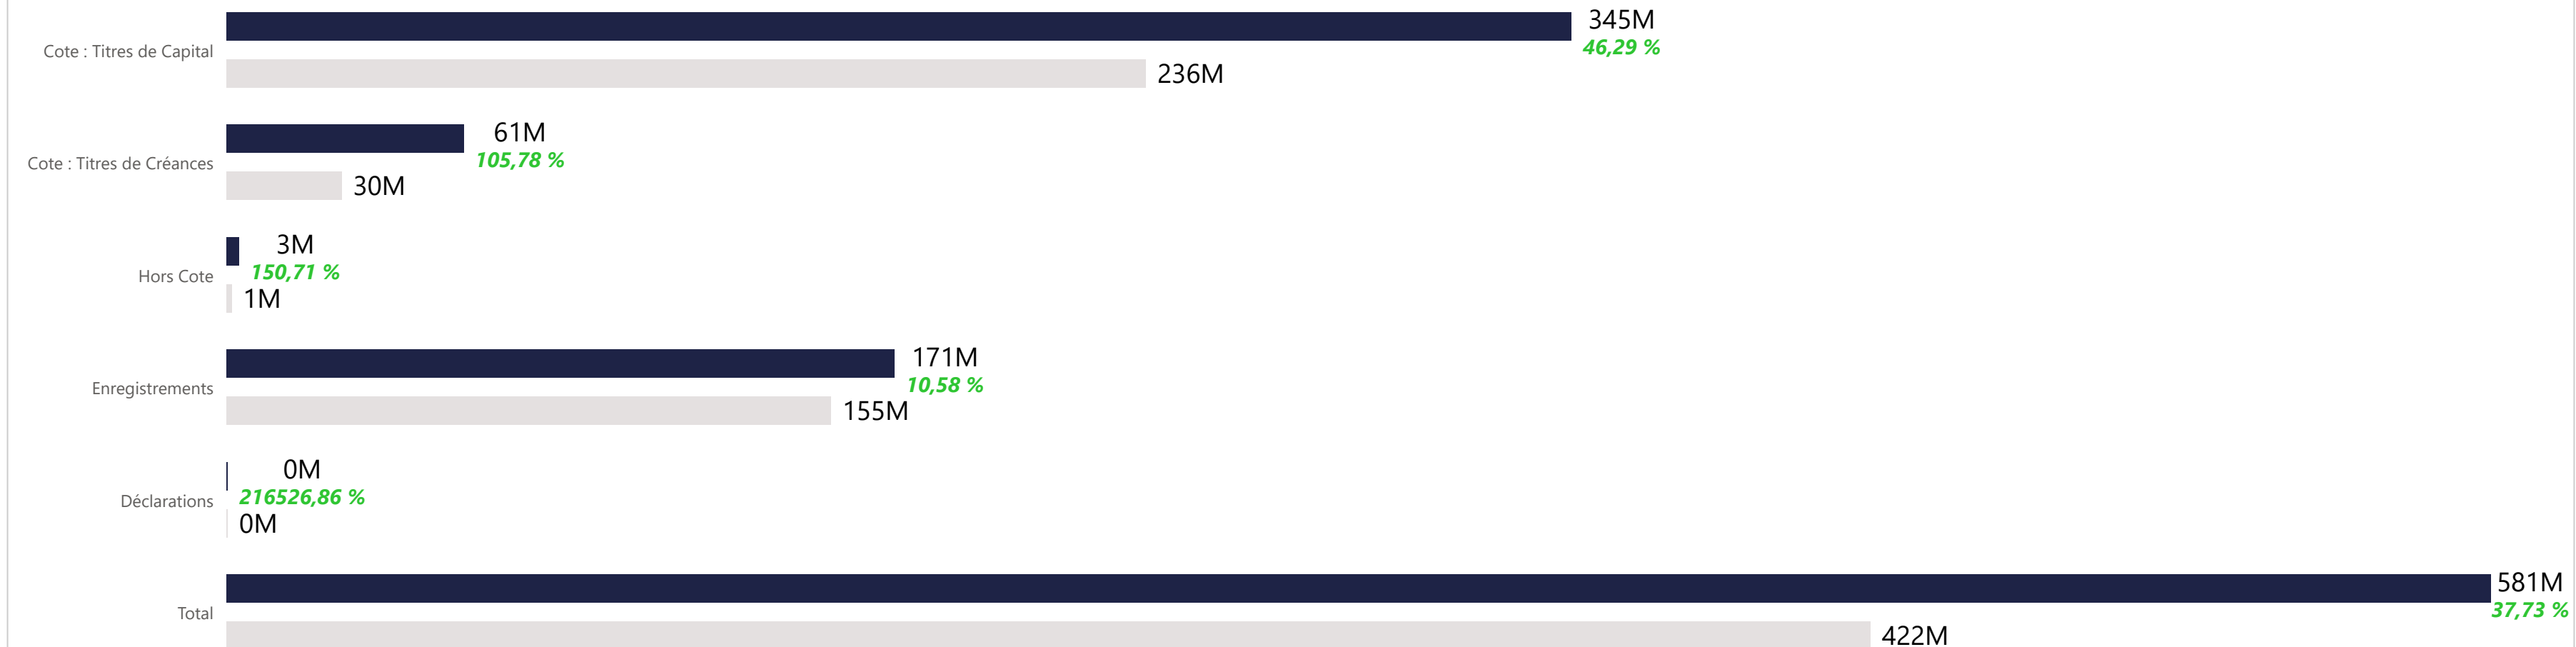 345M
46,29 %
Cote : Titres de Capital
236M
61M
105,78 %
Cote : Titres de Créances
30M
3M
150,71 %
Hors Cote
1M
171M
10,58 %
Enregistrements
155M
0M
216526,86 %
Déclarations
0M
581M
37,73 %
Total
422M